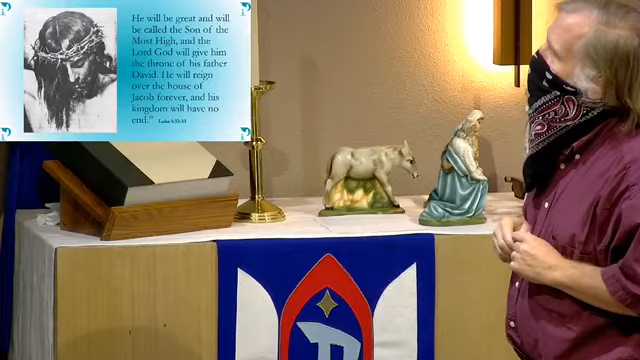 He will be great and will
be called the Son of the
Most High, and the
Lord God will give him
the throne of his father
David. He will reign
over the house of
Jacob forever, and his
kingdom will have no
end.” Luke 1:32-33